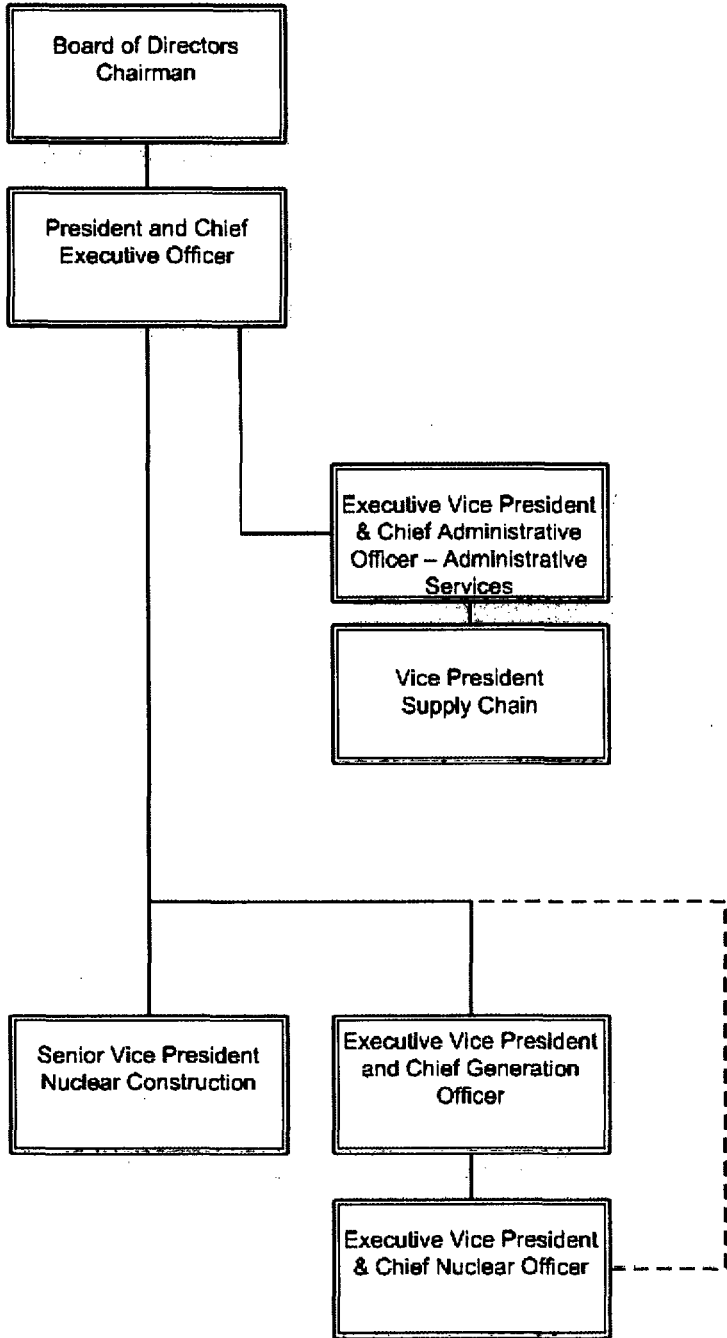 Board of Directors
Chairman
President and Chief
Executive Officer
Executive Vice President
& Chief Administrative
Officer – Administrative
Services
Vice President
Supply Chain
Senior Vice President
Nuclear Construction
Executive Vice President
and Chief Generation
Officer
Executive Vice President
& Chief Nuclear Officer